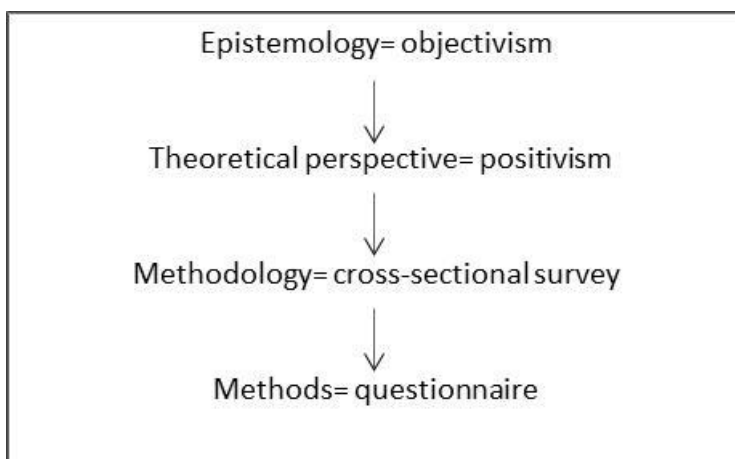 Epistemology= objectivism
Theoretical perspective= positivism
Methodology= cross-sectional survey
Methods= questionnaire